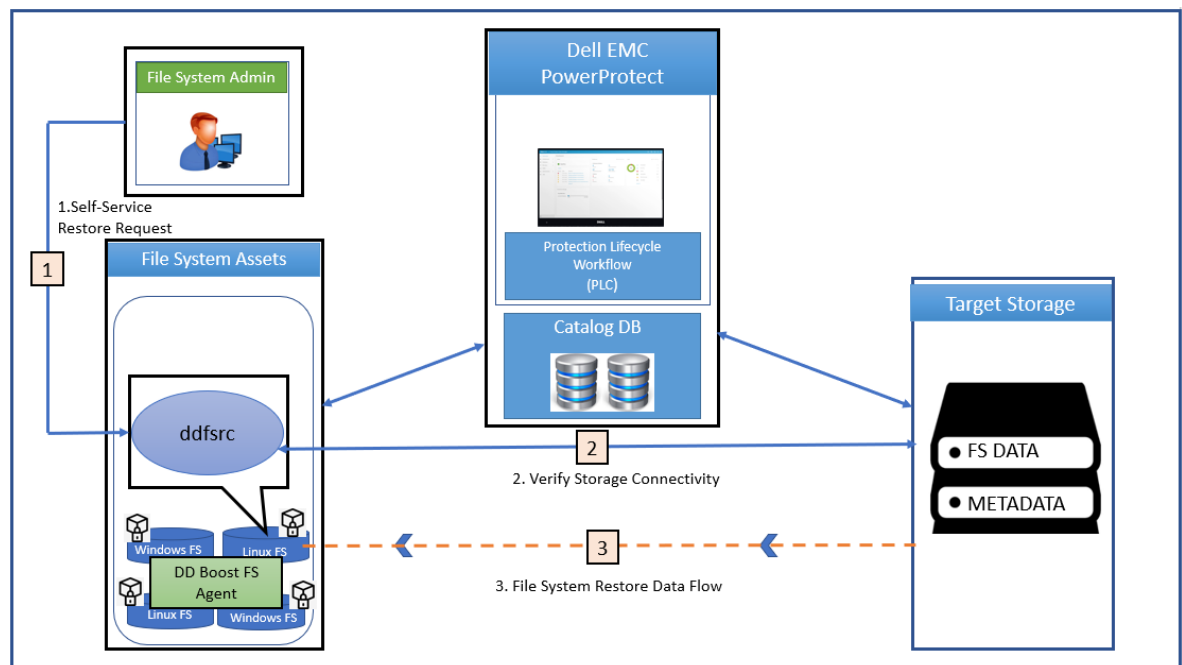 File System Admin
Dell EMC
PowerProtect
1.Self-Service
Restore Request
1
File System Assets
Protection Lifecycle
Workflow
(PLC)
Catalog DB
Target Storage
ddfsrc
2
2. Verify Storage Connectivity
FS DATA
METADATA
Windows FS
Linux FS
DD Boost FS
Agent
Linux FS
Windows FS
3
3. File System Restore Data Flow